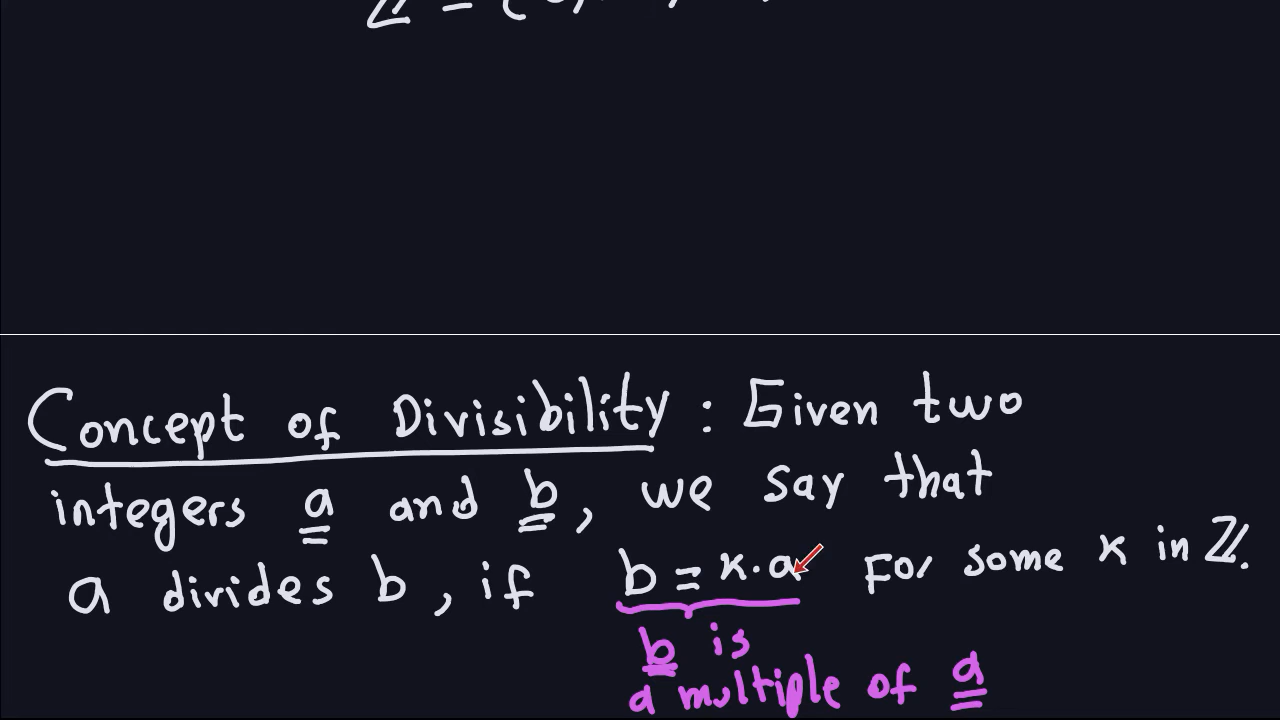 ℤ = {
Concept of Divisibility : Given two
integers a and b, we say that
a divides b, if b = k·a For some k in ℤ.
b is
a multiple of a